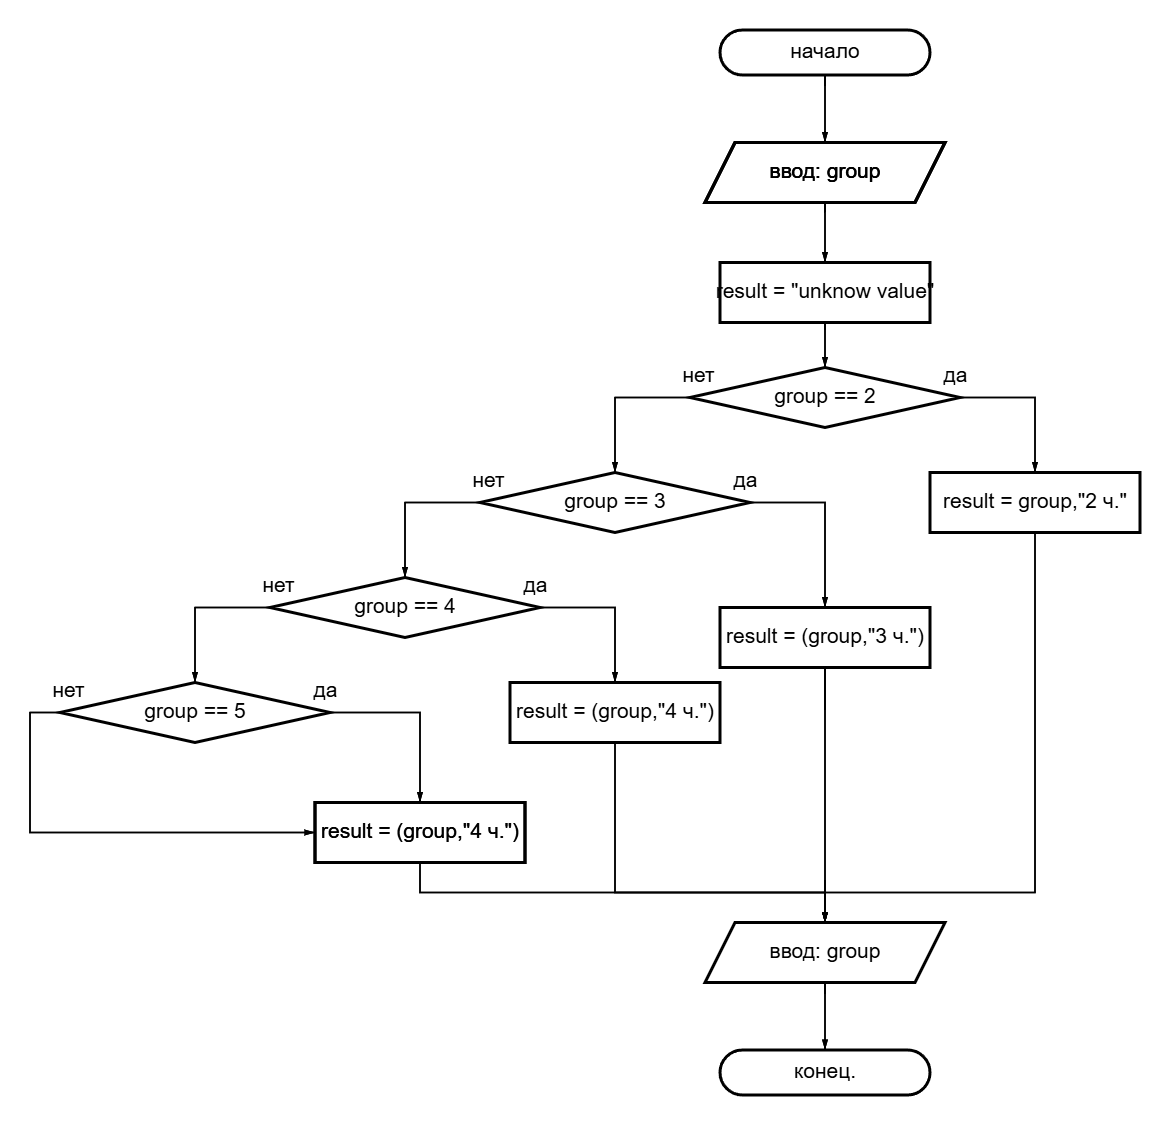 начало
ввод: group
result = "unknow value"
нет
да
group == 2
нет
да
group == 3
result = group,"2 ч."
нет
да
group == 4
result = (group,"3 ч.")
нет
да
group == 5
result = (group,"4 ч.")
result = (group,"4 ч.")
ввод: group
конец.